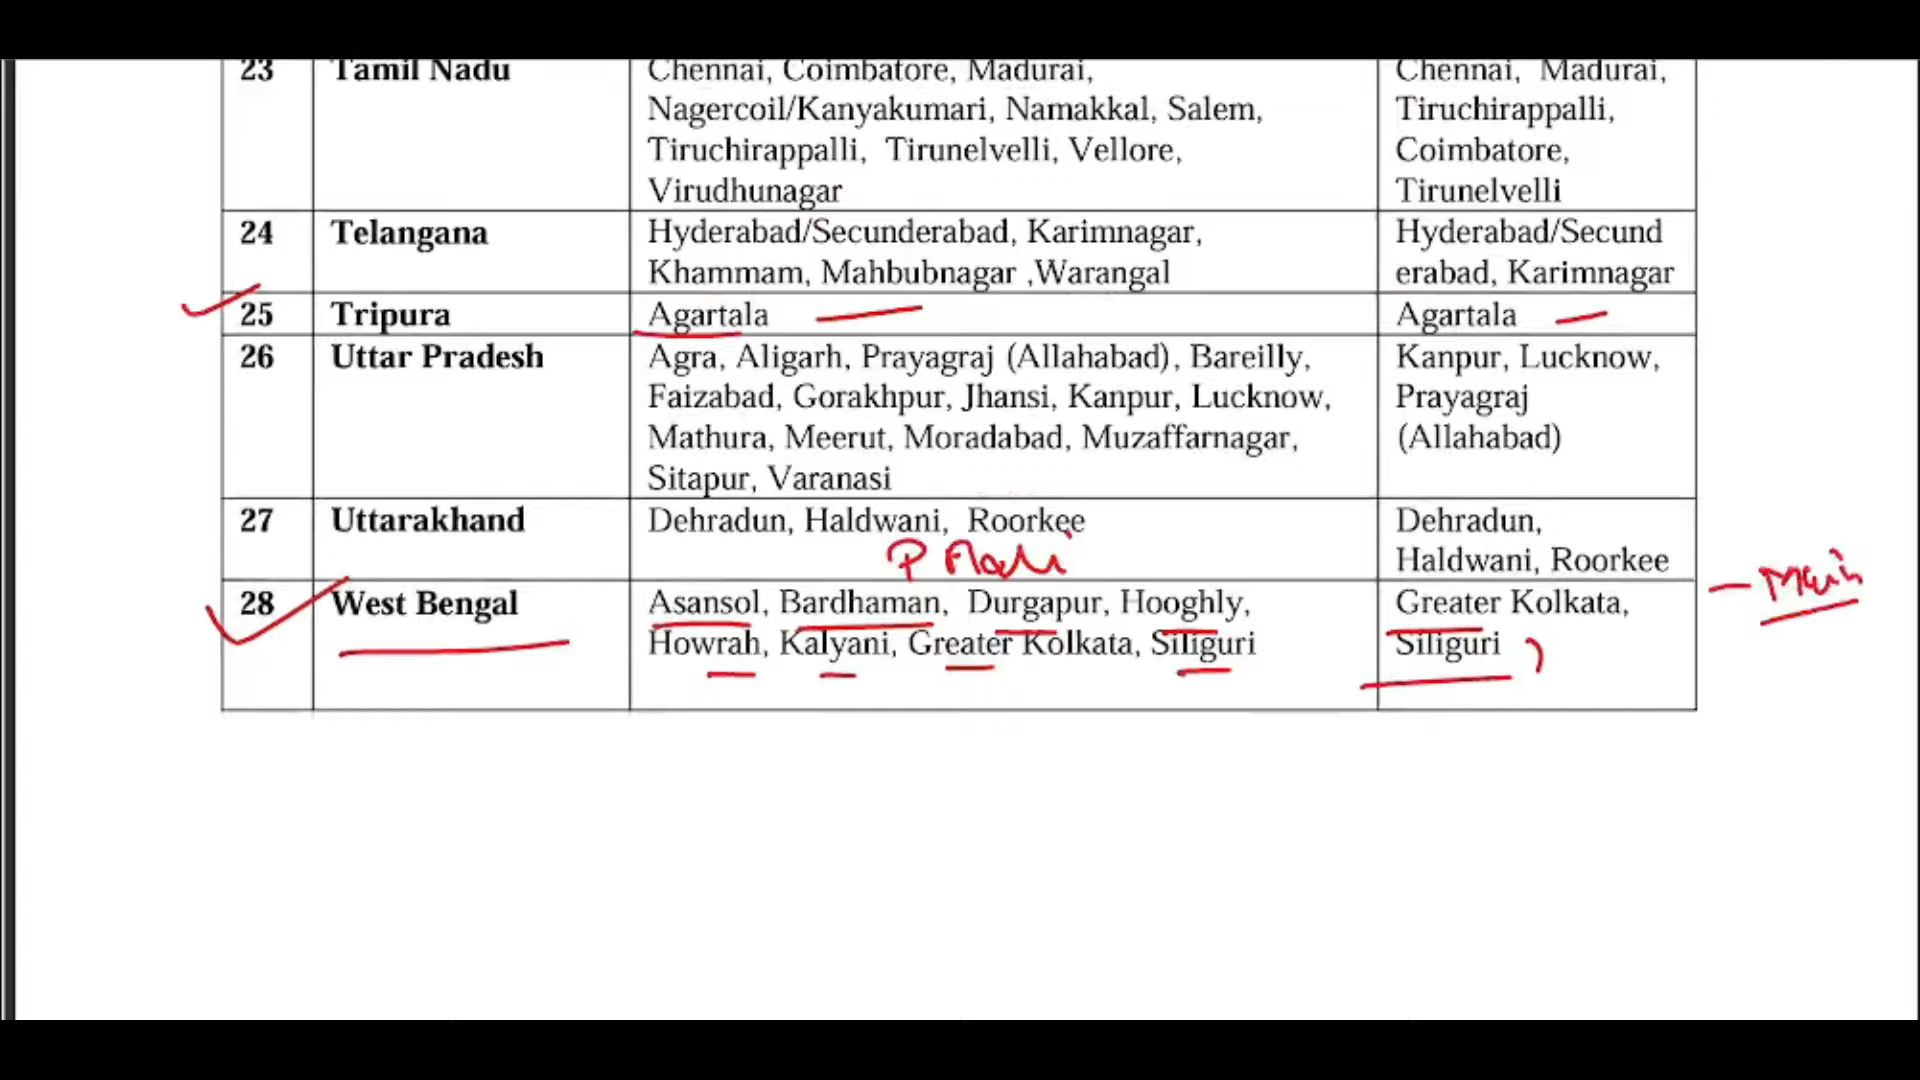 23 Tamil Nadu Chennai, Coimbatore, Madurai, Chennai, Madurai,
Nagercoil/Kanyakumari, Namakkal, Salem, Tiruchirappalli,
Tiruchirappalli, Tirunelvelli, Vellore, Coimbatore,
Virudhunagar Tirunelvelli
24 Telangana Hyderabad/Secunderabad, Karimnagar, Hyderabad/Secund
Khammam, Mahbubnagar ,Warangal erabad, Karimnagar
25 Tripura Agartala Agartala
26 Uttar Pradesh Agra, Aligarh, Prayagraj (Allahabad), Bareilly, Kanpur, Lucknow,
Faizabad, Gorakhpur, Jhansi, Kanpur, Lucknow, Prayagraj
Mathura, Meerut, Moradabad, Muzaffarnagar, (Allahabad)
Sitapur, Varanasi
27 Uttarakhand Dehradun, Haldwani, Roorkee Dehradun,
Haldwani, Roorkee
28 West Bengal Asansol, Bardhaman, Durgapur, Hooghly, Greater Kolkata, – Main
Howrah, Kalyani, Greater Kolkata, Siliguri Siliguri